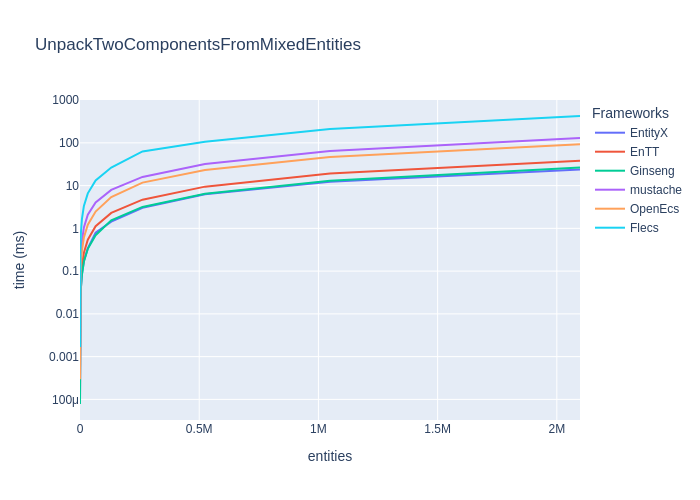 UnpackTwoComponentsFromMixedEntities
1000
100
10
1
0.1
0.01
0.001
100μ
time (ms)
0
0.5M
1M
1.5M
2M
entities
Frameworks
EntityX
EnTT
Ginseng
mustache
OpenEcs
Flecs